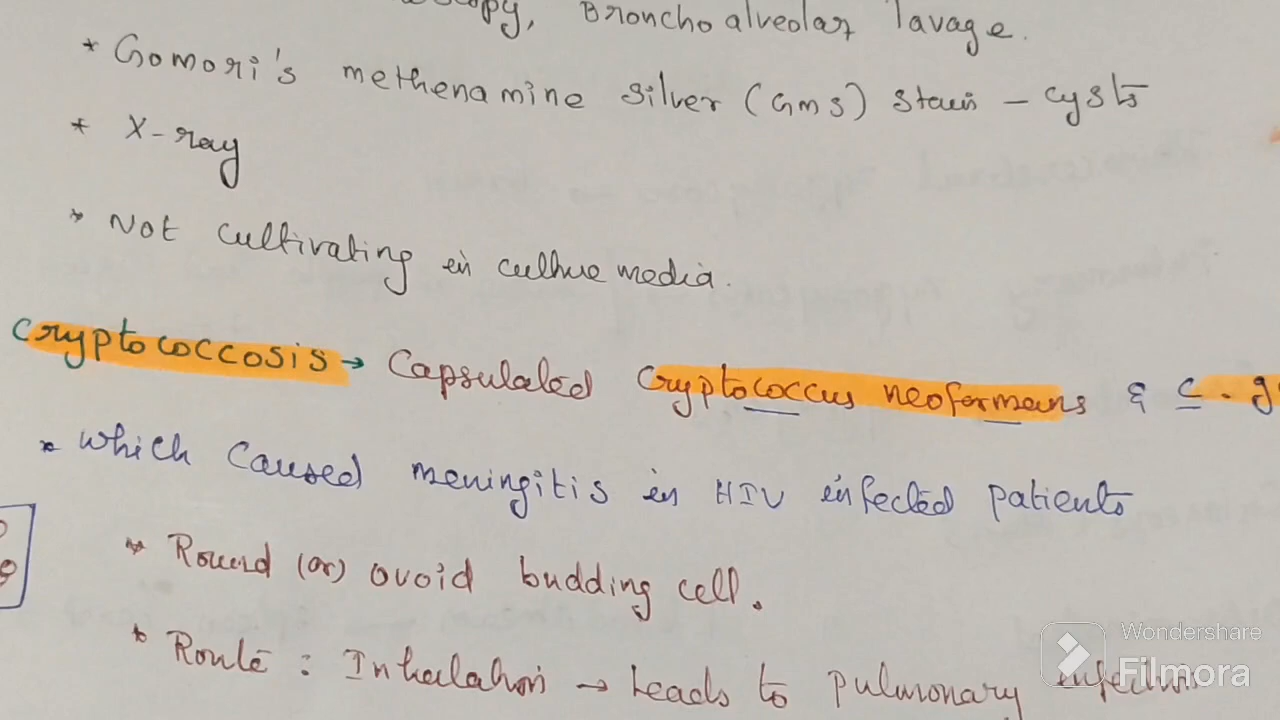 Bronchoalveolar lavage.
* Gomori's methenamine silver (GMS) stain - cysts
* X-ray
* Not cultivating in culture media.
Cryptococcosis → Capsulated Cryptococcus neoformans & C. g
* which caused meningitis in HIV infected patients
* Round (or) ovoid budding cell.
* Route : Inhalation → Leads to pulmonary infections
Wondershare
Filmora